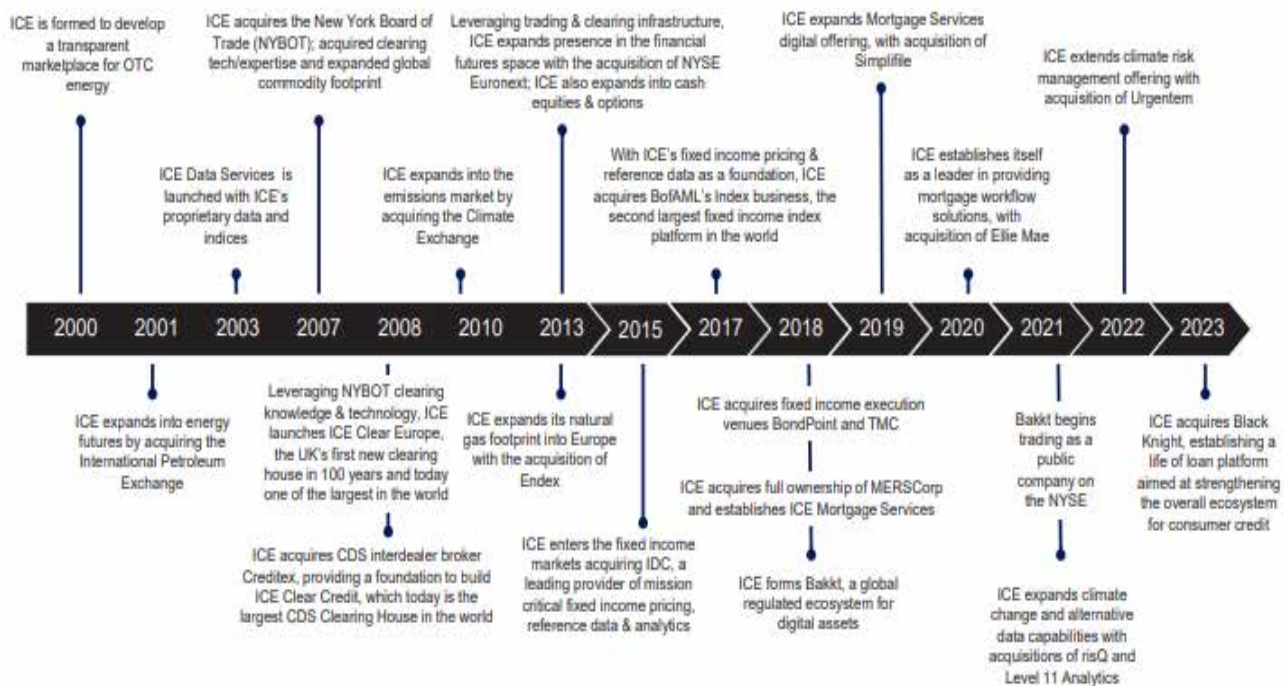 ICE is formed to develop
a transparent
marketplace for OTC
energy
ICE acquires the New York Board of
Trade (NYBOT); acquired clearing
tech/expertise and expanded global
commodity footprint
Leveraging trading & clearing infrastructure,
ICE expands presence in the financial
futures space with the acquisition of NYSE
Euronext; ICE also expands into cash
equities & options
ICE expands Mortgage Services
digital offering, with acquisition of
Simplifile
ICE extends climate risk
management offering with
acquisition of Urgentem
ICE Data Services is
launched with ICE's
proprietary data and
indices
ICE expands into the
emissions market by
acquiring the Climate
Exchange
With ICE's fixed income pricing &
reference data as a foundation, ICE
acquires BofAML's Index business, the
second largest fixed income index
platform in the world
ICE establishes itself
as a leader in providing
mortgage workflow
solutions, with
acquisition of Ellie Mae
2000 2001 2003 2007 2008 2010 2013 2015 2017 2018 2019 2020 2021 2022 2023
ICE expands into energy
futures by acquiring the
International Petroleum
Exchange
Leveraging NYBOT clearing
knowledge & technology, ICE
launches ICE Clear Europe,
the UK's first new clearing
house in 100 years and today
one of the largest in the world
ICE acquires CDS interdealer broker
Creditex, providing a foundation to build
ICE Clear Credit, which today is the
largest CDS Clearing House in the world
ICE expands its natural
gas footprint into Europe
with the acquisition of
Endex
ICE enters the fixed income
markets acquiring IDC, a
leading provider of mission
critical fixed income pricing,
reference data & analytics
ICE acquires fixed income execution
venues BondPoint and TMC
ICE acquires full ownership of MERSCorp
and establishes ICE Mortgage Services
ICE forms Bakkt, a global
regulated ecosystem for
digital assets
Bakkt begins
trading as a
public
company on
the NYSE
ICE expands climate
change and alternative
data capabilities with
acquisitions of risQ and
Level 11 Analytics
ICE acquires Black
Knight, establishing a
life of loan platform
aimed at strengthening
the overall ecosystem
for consumer credit